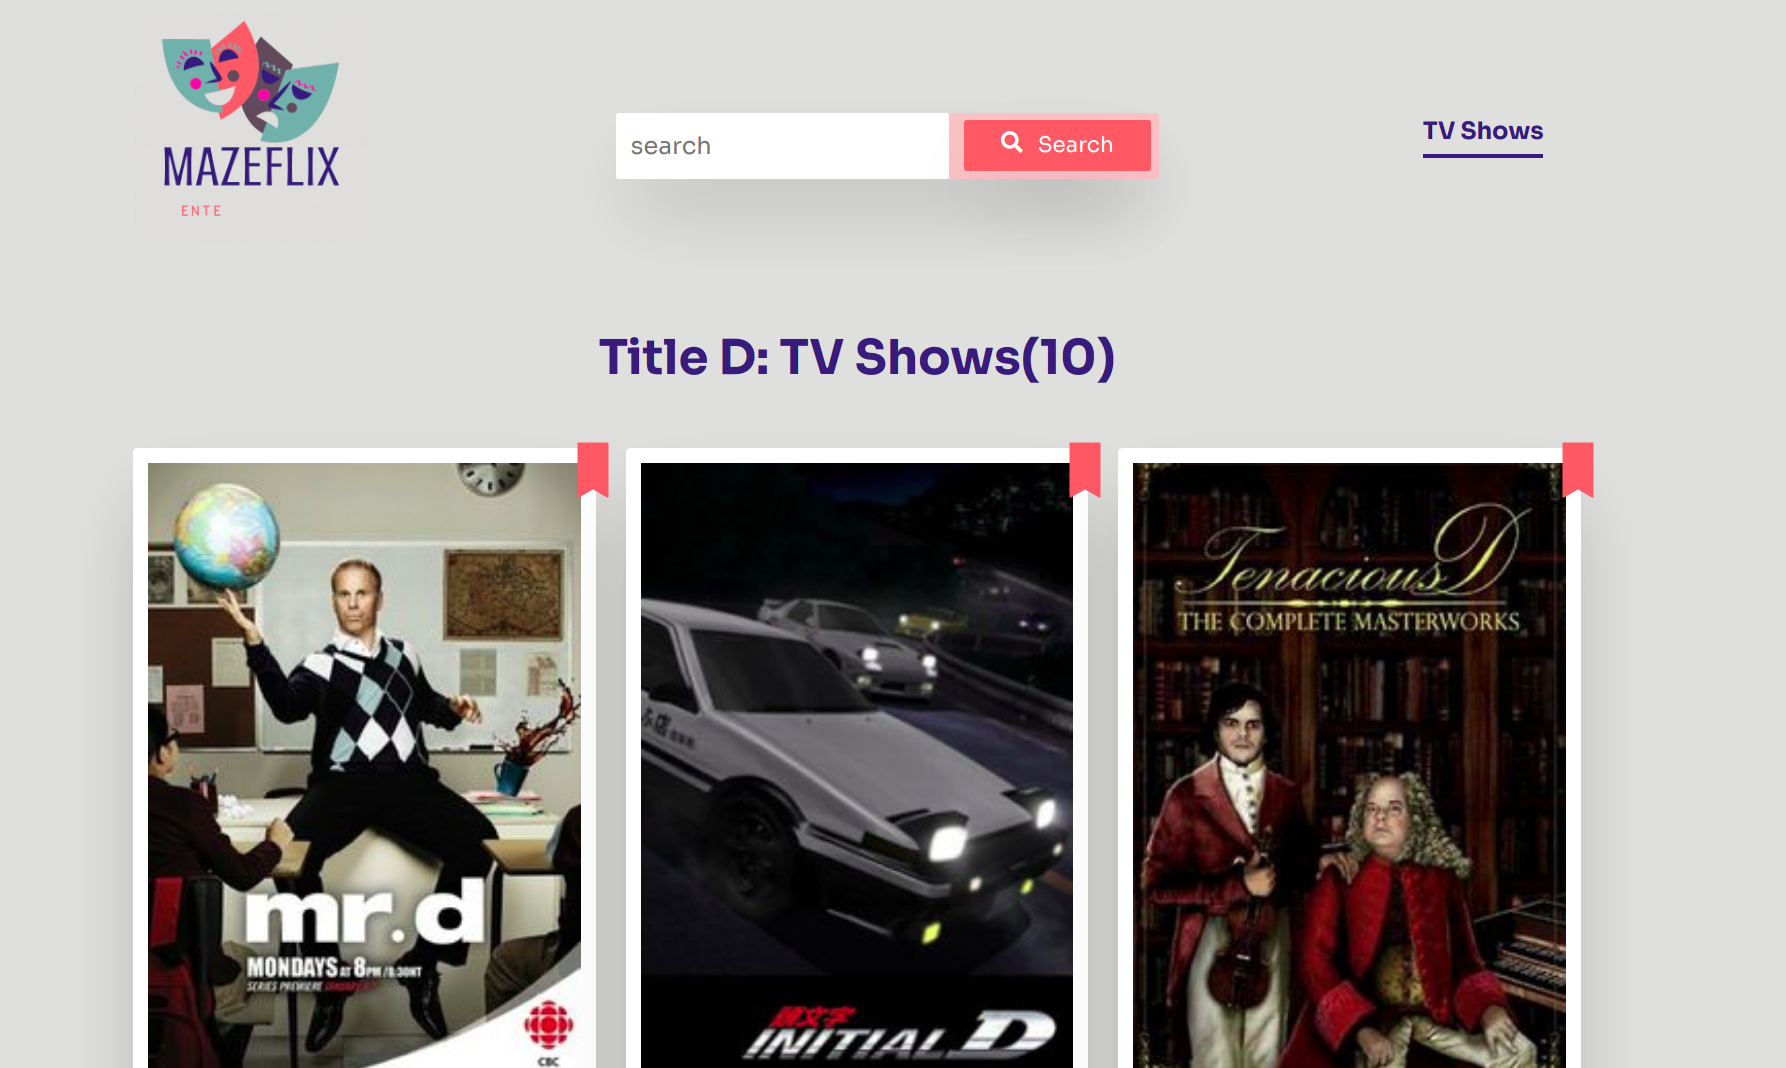 MAZEFLIX
ENTE
search
Search
TV Shows
Title D: TV Shows(10)
mr.d
MONDAYS AT 8PM /8:30NT
SERIES PREMIERE
CBC
頭文字
INITIAL D
Tenacious D
THE COMPLETE MASTERWORKS